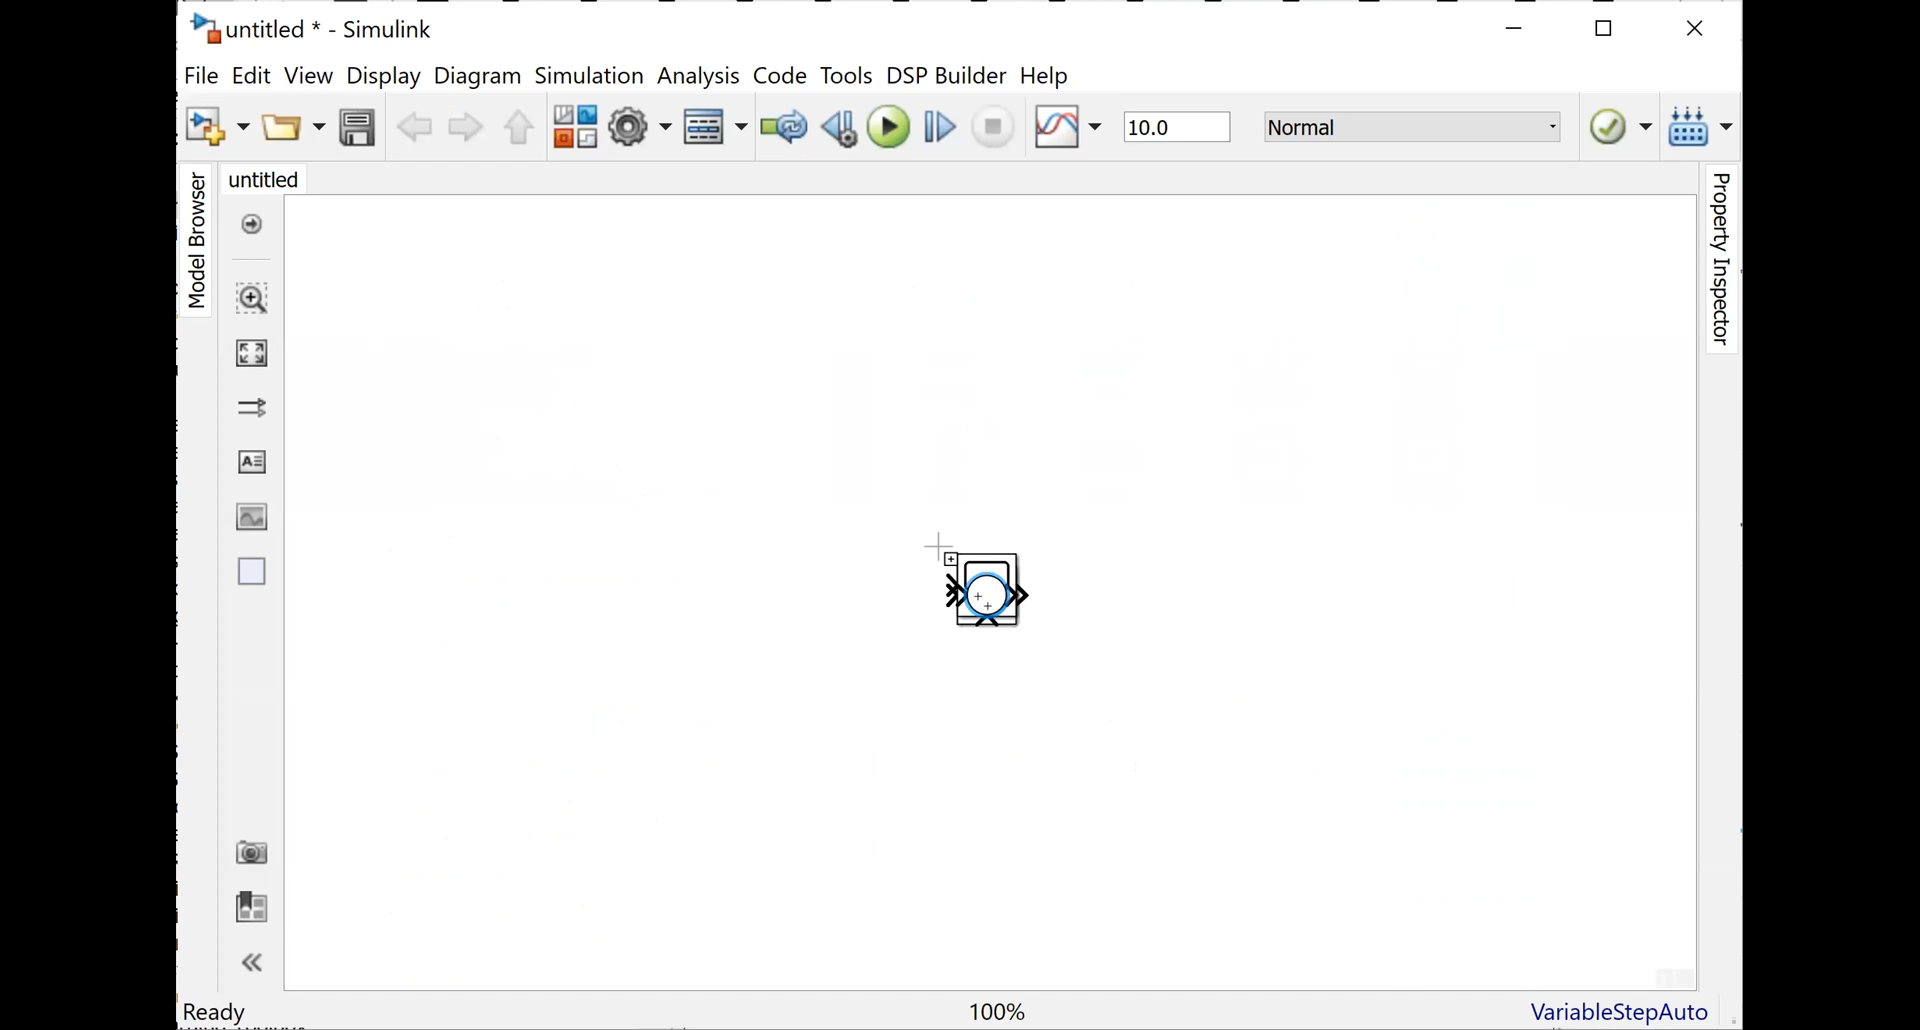 untitled * - Simulink
File Edit View Display Diagram Simulation Analysis Code Tools DSP Builder Help
10.0 Normal
untitled
Model Browser
Property Inspector
Ready 100% VariableStepAuto